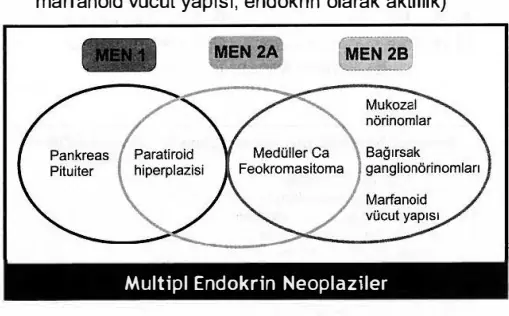 marfanoid vücut yapısı, endokrin olarak aktiflik)
MEN 1
MEN 2A
MEN 2B
Pankreas
Pituiter
Paratiroid
hiperplazisi
Medüller Ca
Feokromasitoma
Mukozal
nörinomlar
Bağırsak
ganglionörinomları
Marfanoid
vücut yapısı
Multipl Endokrin Neoplaziler